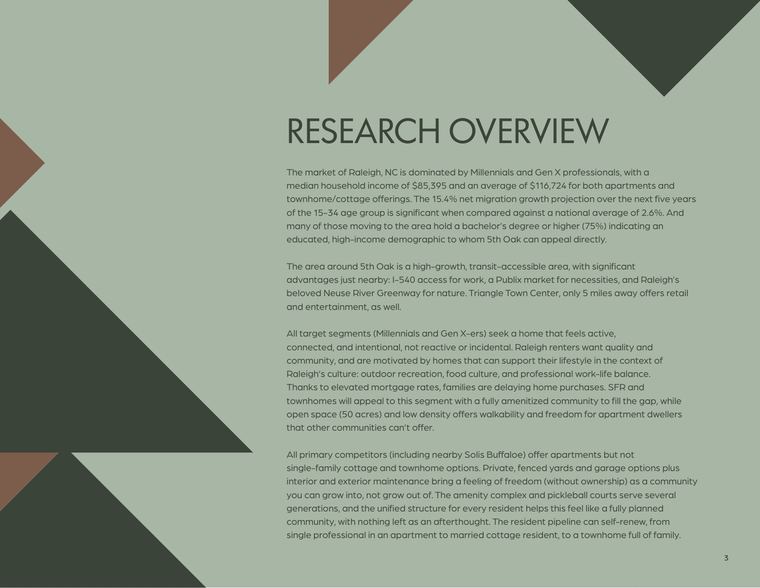 RESEARCH OVERVIEW
The market of Raleigh, NC is dominated by Millennials and Gen X professionals, with a
median household income of $85,395 and an average of $116,724 for both apartments and
townhome/cottage offerings. The 15.4% net migration growth projection over the next five years
of the 15-34 age group is significant when compared against a national average of 2.6%. And
many of those moving to the area hold a bachelor's degree or higher (75%) indicating an
educated, high-income demographic to whom 5th Oak can appeal directly.
The area around 5th Oak is a high-growth, transit-accessible area, with significant
advantages just nearby: I-540 access for work, a Publix market for necessities, and Raleigh's
beloved Neuse River Greenway for nature. Triangle Town Center, only 5 miles away offers retail
and entertainment, as well.
All target segments (Millennials and Gen X-ers) seek a home that feels active,
connected, and intentional, not reactive or incidental. Raleigh renters want quality and
community, and are motivated by homes that can support their lifestyle in the context of
Raleigh's culture: outdoor recreation, food culture, and professional work-life balance.
Thanks to elevated mortgage rates, families are delaying home purchases. SFR and
townhomes will appeal to this segment with a fully amenitized community to fill the gap, while
open space (50 acres) and low density offers walkability and freedom for apartment dwellers
that other communities can't offer.
All primary competitors (including nearby Solis Buffaloe) offer apartments but not
single-family cottage and townhome options. Private, fenced yards and garage options plus
interior and exterior maintenance bring a feeling of freedom (without ownership) as a community
you can grow into, not grow out of. The amenity complex and pickleball courts serve several
generations, and the unified structure for every resident helps this feel like a fully planned
community, with nothing left as an afterthought. The resident pipeline can self-renew, from
single professional in an apartment to married cottage resident, to a townhome full of family.
3